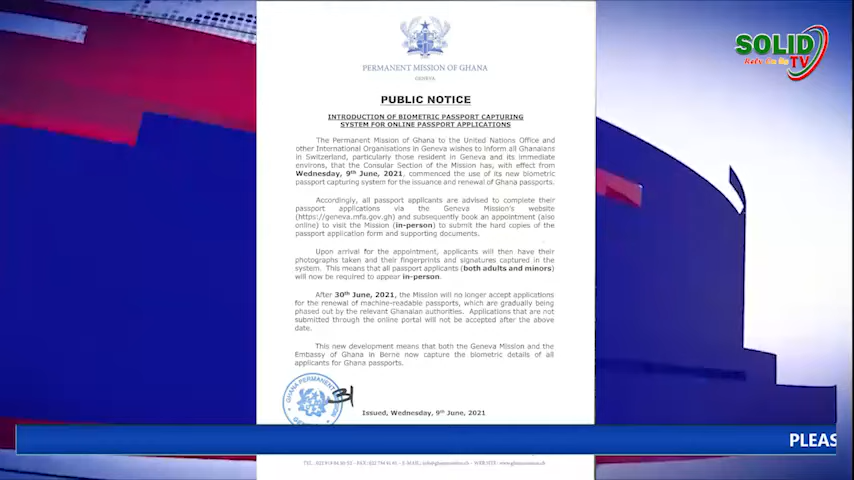 SOLID
Rely On Us
TV
PERMANENT MISSION OF GHANA
GENEVA
PUBLIC NOTICE
INTRODUCTION OF BIOMETRIC PASSPORT CAPTURING
SYSTEM FOR ONLINE PASSPORT APPLICATIONS
The Permanent Mission of Ghana to the United Nations Office and
other International Organisations in Geneva wishes to inform all Ghanaians
in Switzerland, particularly those resident in Geneva and its immediate
environs, that the Consular Section of the Mission has, with effect from
Wednesday, 9th June, 2021, commenced the use of its new biometric
passport capturing system for the issuance and renewal of Ghana passports.
Accordingly, all passport applicants are advised to complete their
passport applications via the Geneva Mission's website
(https://geneva.mfa.gov.gh) and subsequently book an appointment (also
online) to visit the Mission (in-person) to submit the hard copies of the
passport application form and supporting documents.
Upon arrival for the appointment, applicants will then have their
photographs taken and their fingerprints and signatures captured in the
system. This means that all passport applicants (both adults and minors)
will now be required to appear in-person.
After 30th June, 2021, the Mission will no longer accept applications
for the renewal of machine-readable passports, which are gradually being
phased out by the relevant Ghanaian authorities. Applications that are not
submitted through the online portal will not be accepted after the above
date.
This new development means that both the Geneva Mission and the
Embassy of Ghana in Berne now capture the biometric details of all
applicants for Ghana passports.
GHANA PERMANENT
Issued, Wednesday, 9th June, 2021
PLEAS